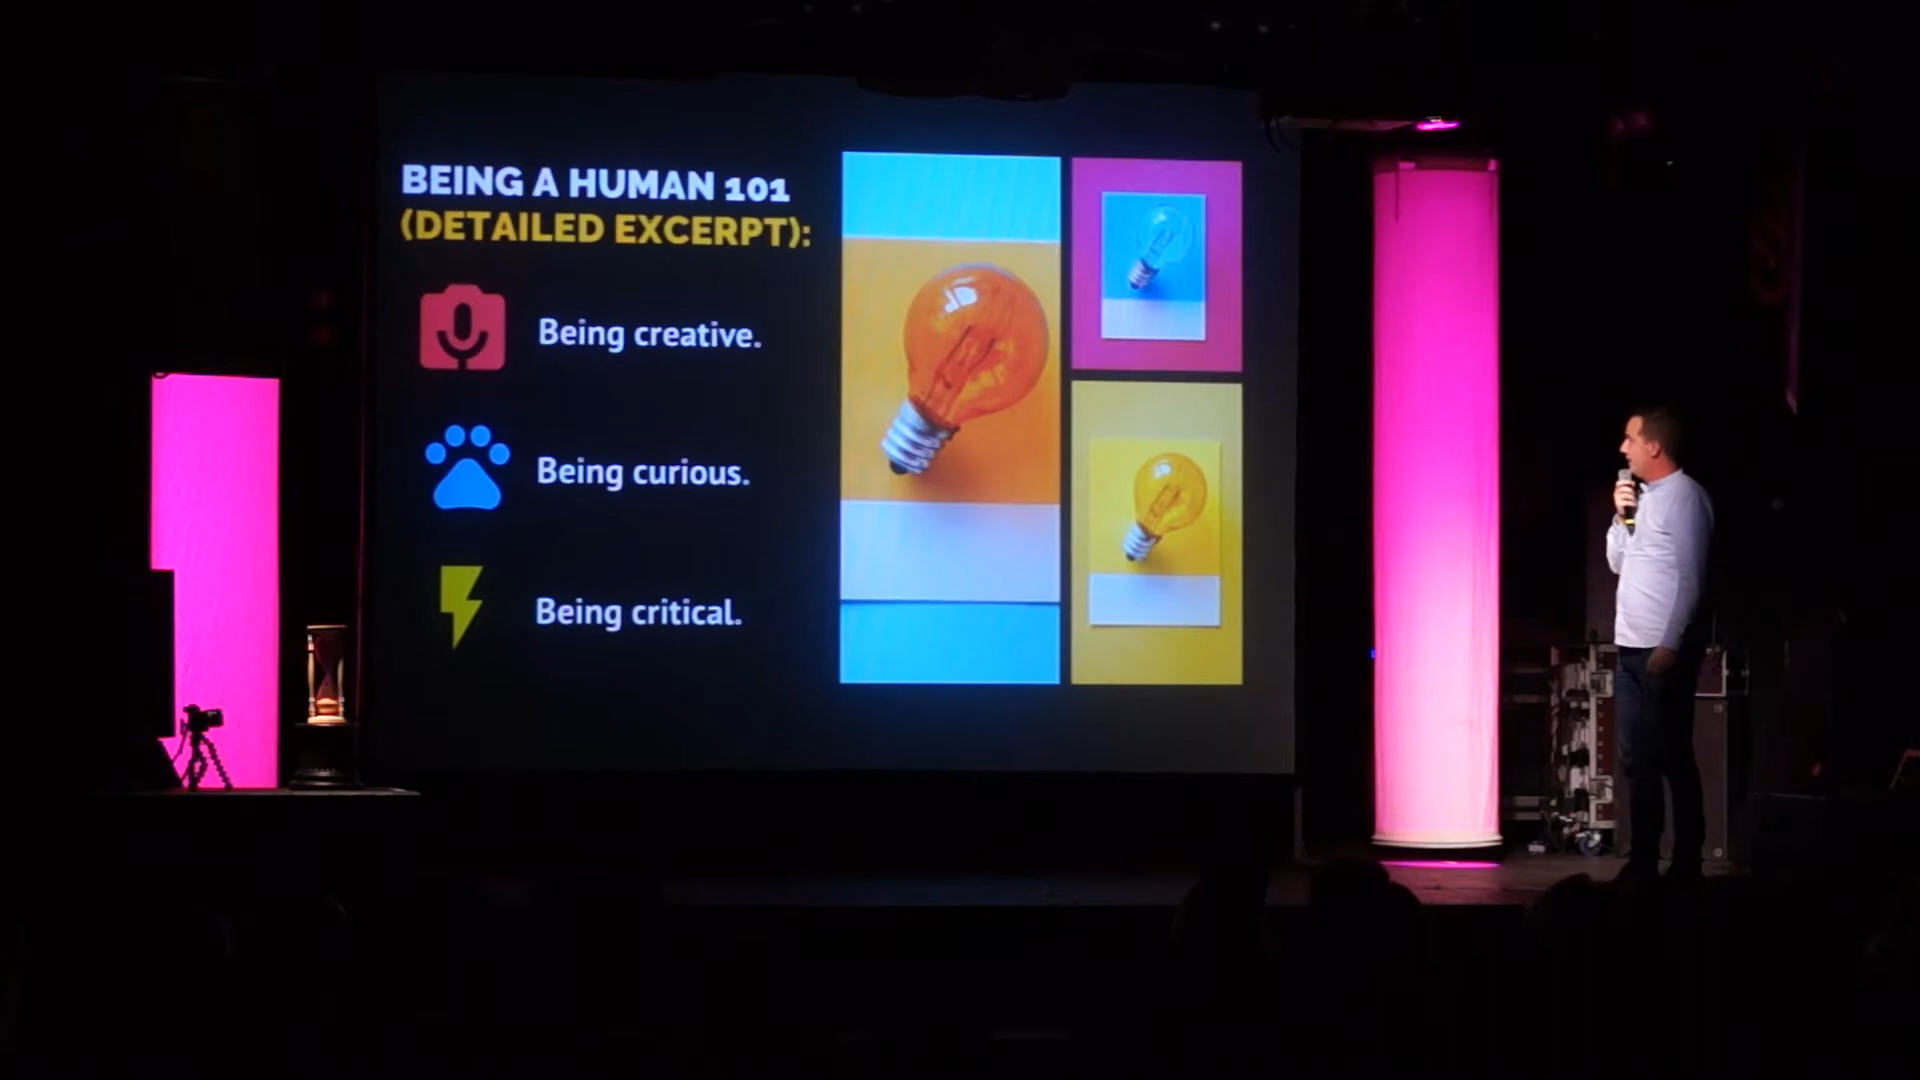 BEING A HUMAN 101
(DETAILED EXCERPT):
Being creative.
Being curious.
Being critical.